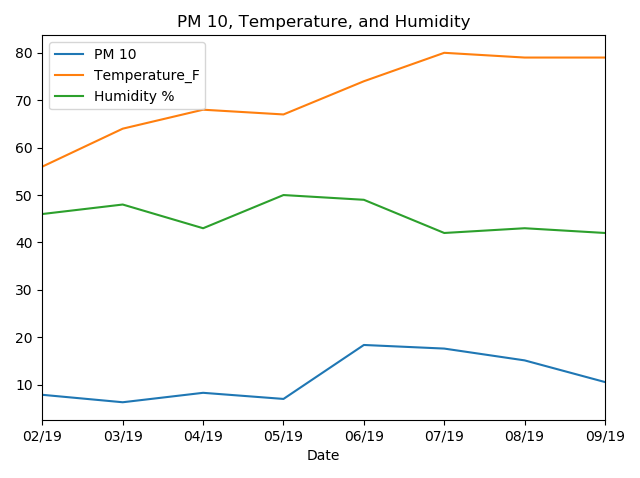 PM 10, Temperature, and Humidity
PM 10
Temperature_F
Humidity %
80
70
60
50
40
30
20
10
02/19 03/19 04/19 05/19 06/19 07/19 08/19 09/19
Date